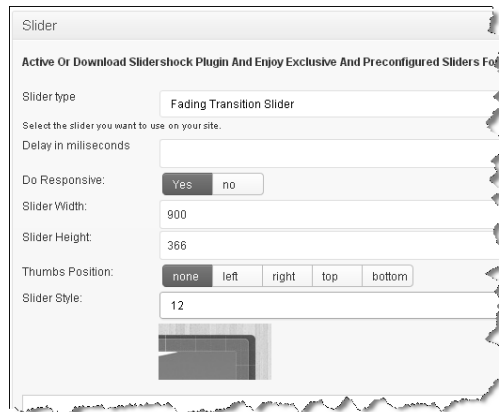 Slider
Active Or Download Slidershock Plugin And Enjoy Exclusive And Preconfigured Sliders
Slider type
Fading Transition Slider
Select the slider you want to use on your site.
Delay in miliseconds
Do Responsive:
Yes no
Slider Width:
900
Slider Height:
366
Thumbs Position:
none left right top bottom
Slider Style:
12